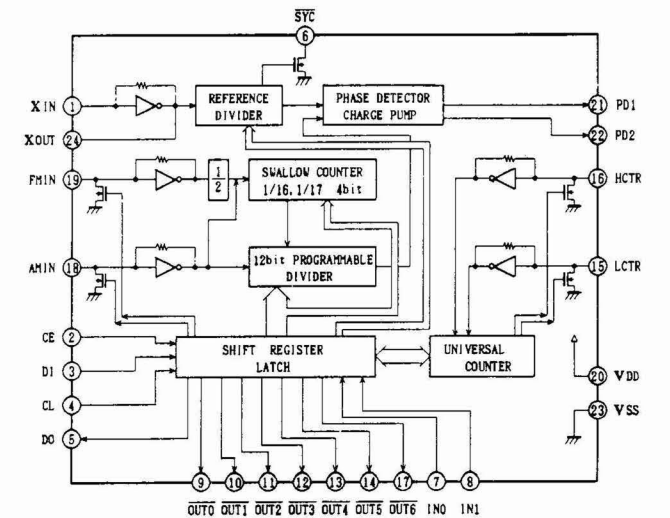 SYC
6
XIN 1
REFERENCE
DIVIDER
PHASE DETECTOR
CHARGE PUMP
21 PD1
XOUT 24
22 PD2
FMIN 19
1
2
SWALLOW COUNTER
1/16, 1/17 4bit
16 HCTR
AMIN 18
12bit PROGRAMMABLE
DIVIDER
15 LCTR
CE 2
SHIFT REGISTER
LATCH
UNIVERSAL
COUNTER
DI 3
20 VDD
CL 4
23 VSS
DO 5
9 10 11 12 13 14 17 7 8
OUT0 OUT1 OUT2 OUT3 OUT4 OUT5 OUT6 IN0 IN1